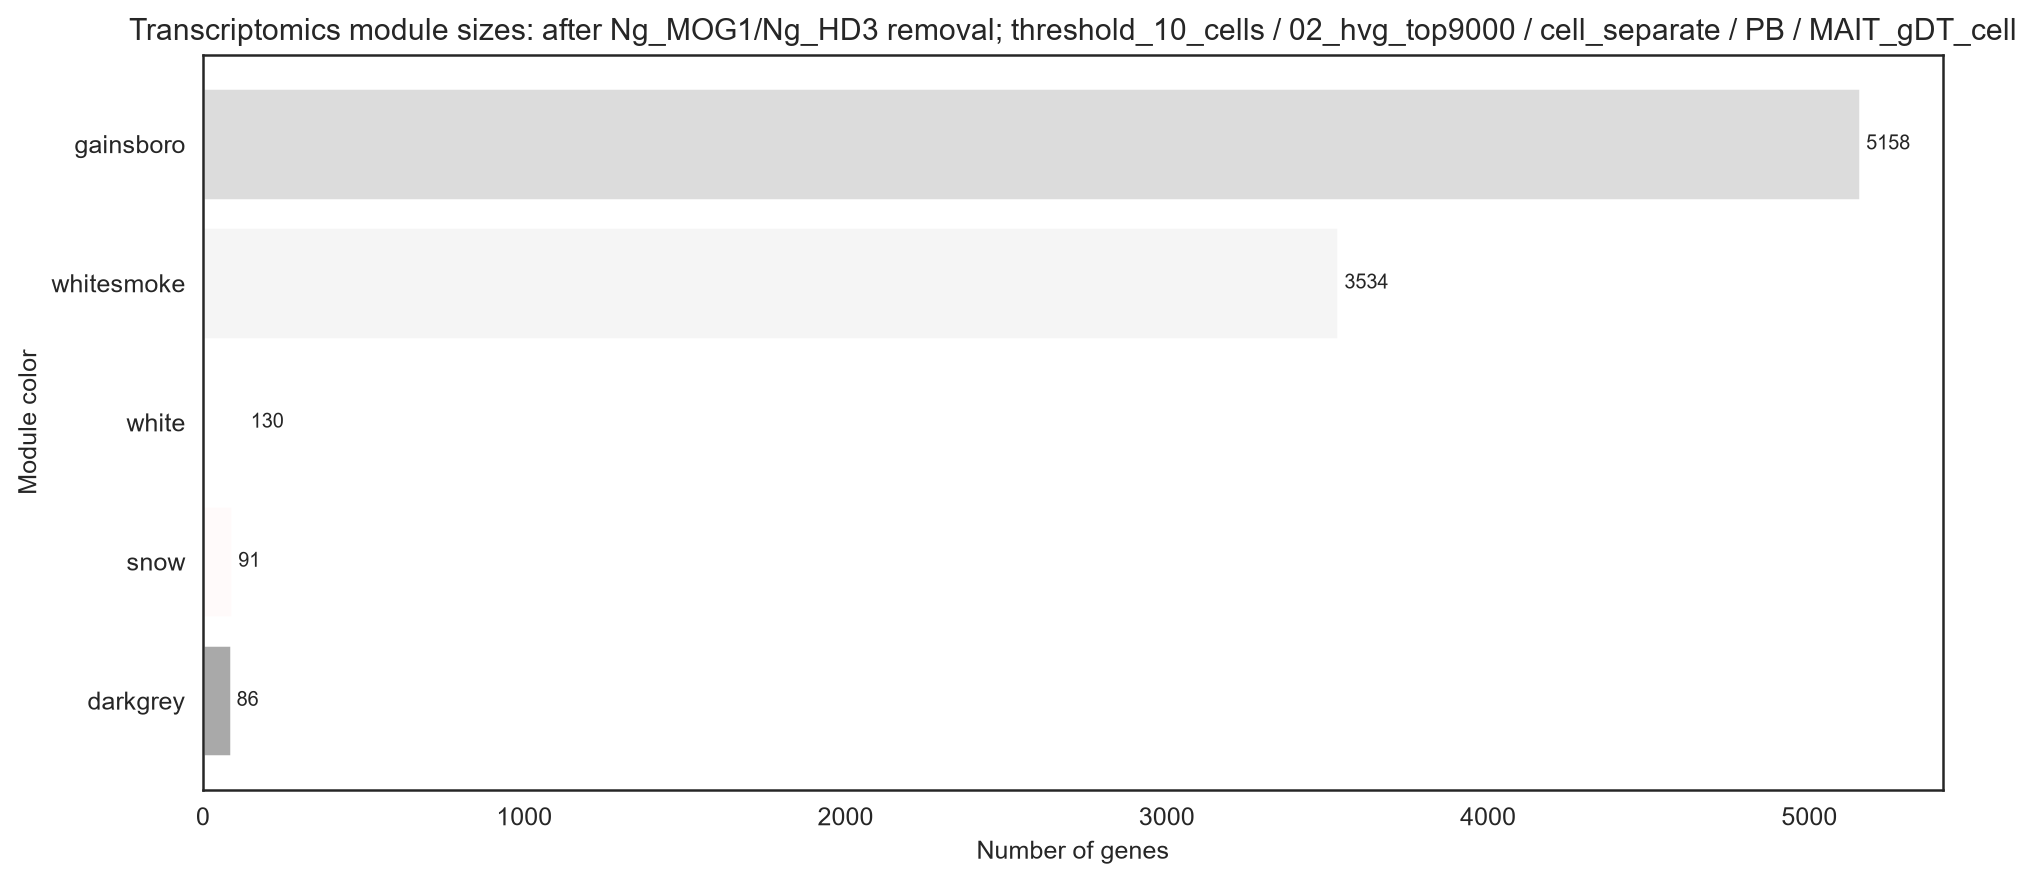 Transcriptomics module sizes: after Ng_MOG1/Ng_HD3 removal; threshold_10_cells / 02_hvg_top9000 / cell_separate / PB / MAIT_gDT_cell
gainsboro
5158
whitesmoke
3534
white
130
snow
91
darkgrey
86
Module color
0 1000 2000 3000 4000 5000
Number of genes